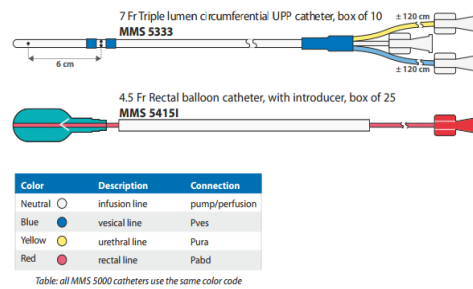 7 Fr Triple lumen circumferential UPP catheter, box of 10
MMS 5333
± 120 cm
6 cm
± 120 cm
4.5 Fr Rectal balloon catheter, with introducer, box of 25
MMS 5415I
Color Description Connection
Neutral infusion line pump/perfusion
Blue vesical line Pves
Yellow urethral line Pura
Red rectal line Pabd
Table: all MMS 5000 catheters use the same color code